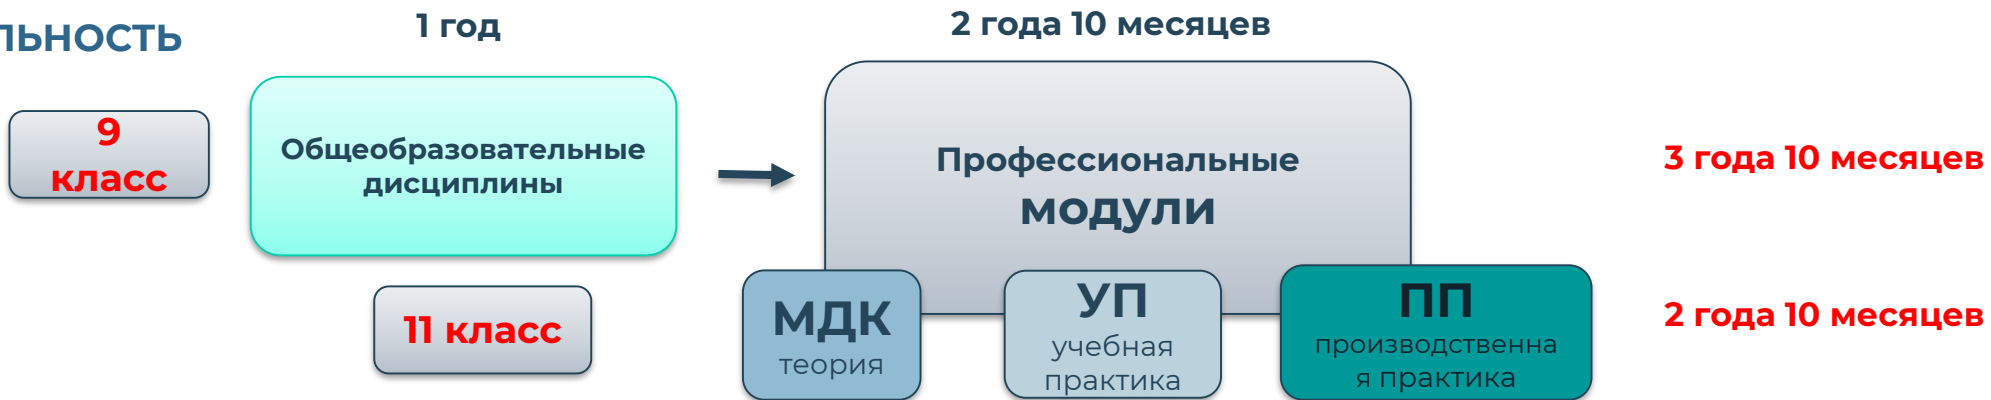 ЛЬНОСТЬ
1 год
2 года 10 месяцев
9
класс
Общеобразовательные
дисциплины
Профессиональные
модули
3 года 10 месяцев
11 класс
МДК
теория
УП
учебная
практика
ПП
производственна
я практика
2 года 10 месяцев